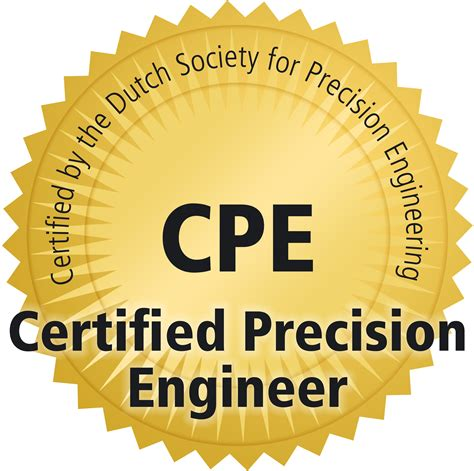 Certified by the Dutch Society for Precision Engineering
CPE
Certified Precision
Engineer